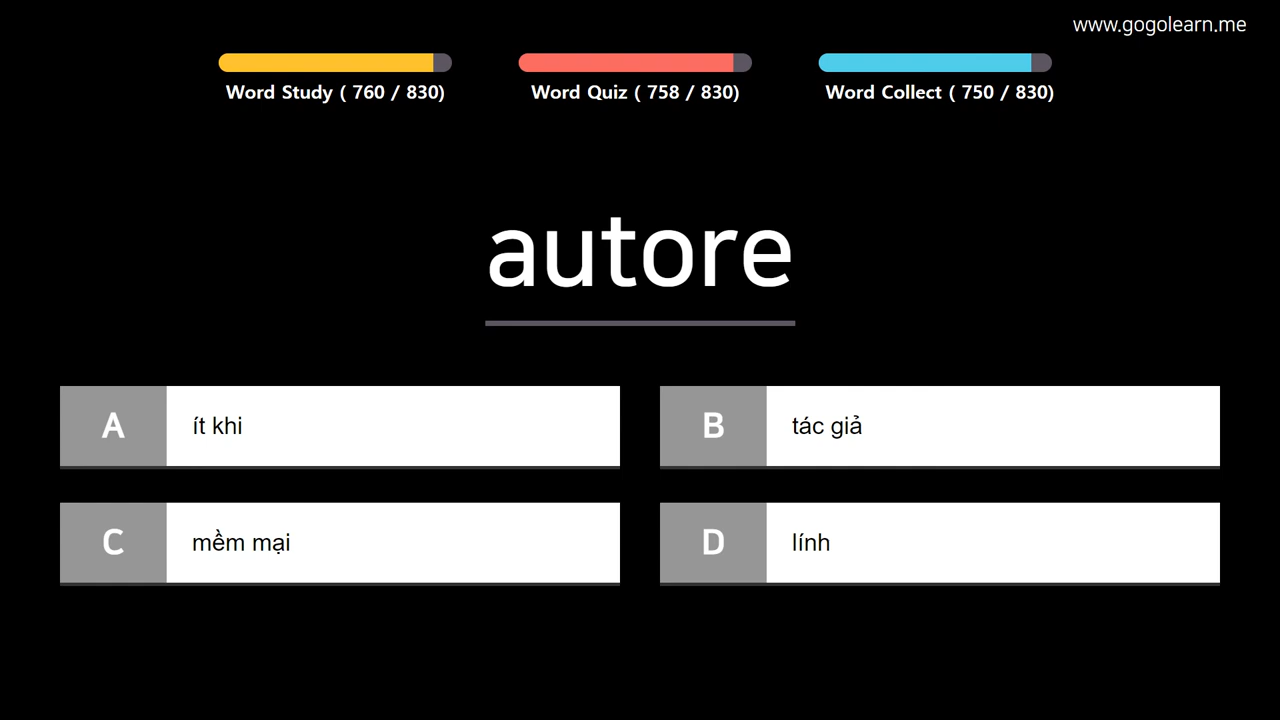 www.gogolearn.me
Word Study ( 760 / 830)
Word Quiz ( 758 / 830)
Word Collect ( 750 / 830)
autore
A
ít khi
B
tác giả
C
mềm mại
D
lính